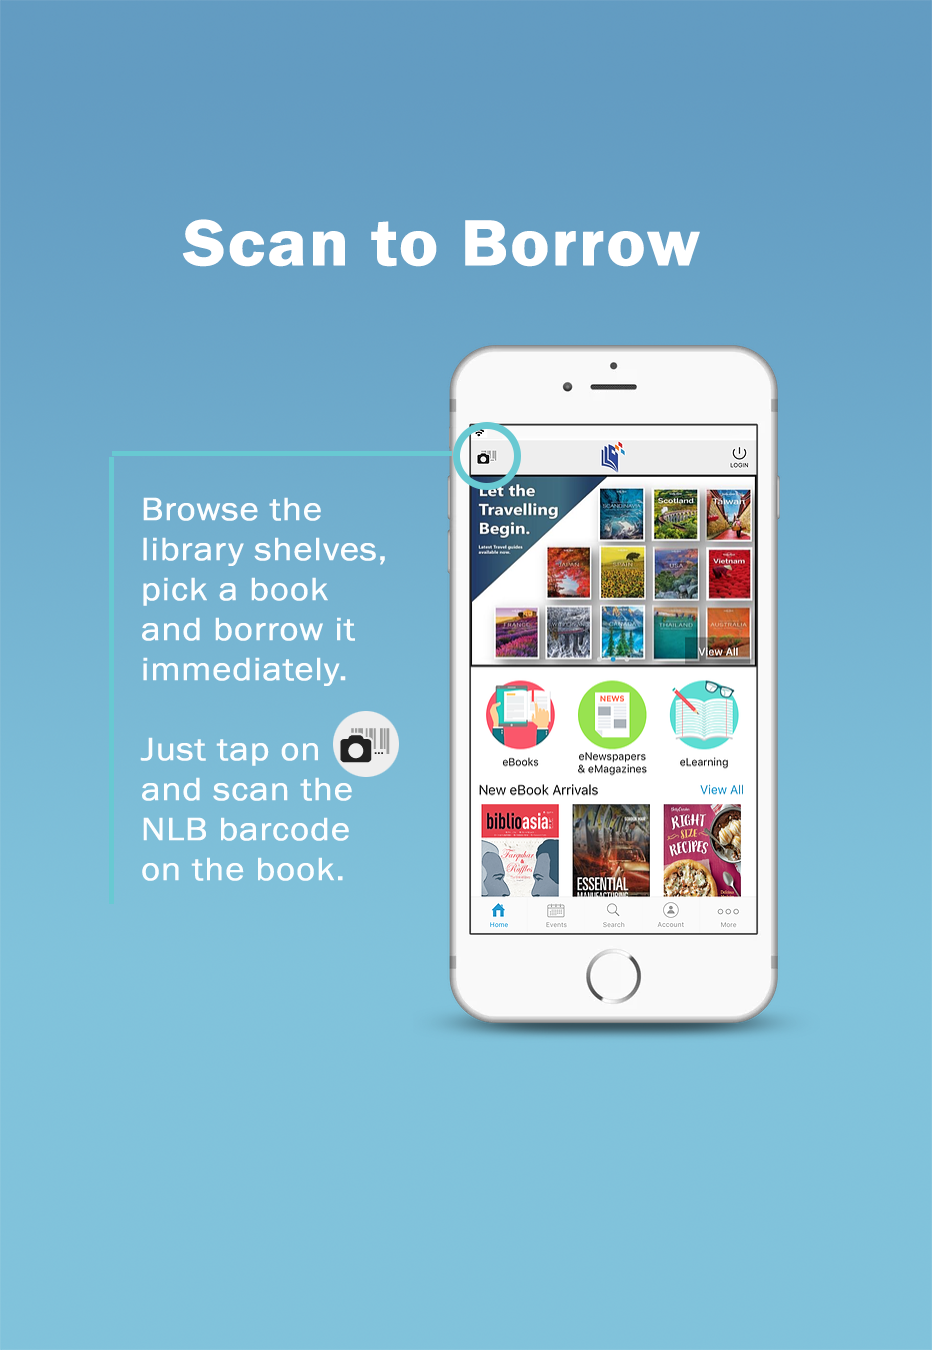 Scan to Borrow
Browse the
library shelves,
pick a book
and borrow it
immediately.
Just tap on
and scan the
NLB barcode
on the book.
LOGIN
Let the
Travelling
Begin.
Latest Travel guides
available now.
SCANDINAVIA
Scotland
Taiwan
JAPAN
SPAIN
USA
Vietnam
FRANCE
CANADA
THAILAND
AUSTRALIA
View All
NEWS
eBooks
eNewspapers
& eMagazines
eLearning
New eBook Arrivals
View All
biblioasia
Farquhar
&
Raffles
ESSENTIAL
MANUFACTURING
RIGHT
SIZE
RECIPES
Home
Events
Search
Account
More